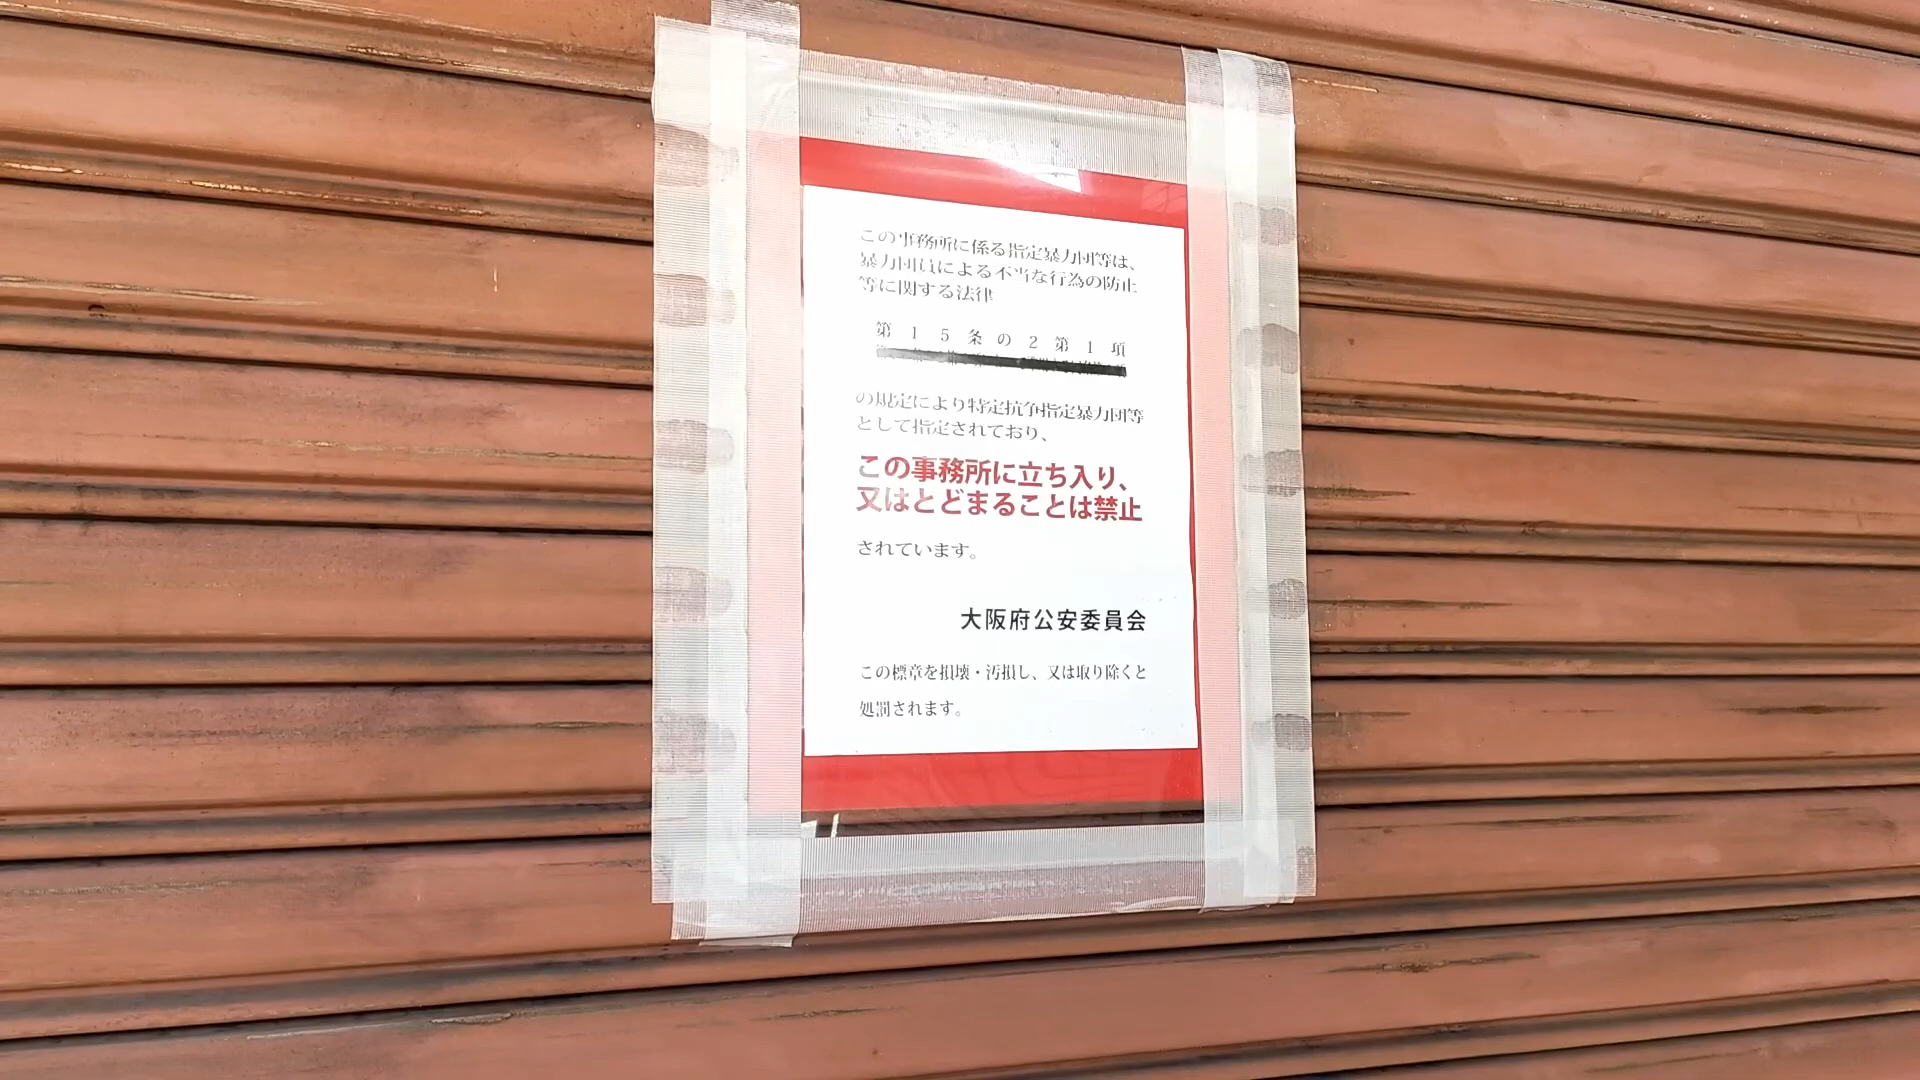 この事務所に係る指定暴力団等は、
暴力団員による不当な行為の防止
等に関する法律
第15条の2第1項
の規定により特定抗争指定暴力団等
として指定されており、
この事務所に立ち入り、
又はとどまることは禁止
されています。
大阪府公安委員会
この標章を損壊・汚損し、又は取り除くと
処罰されます。